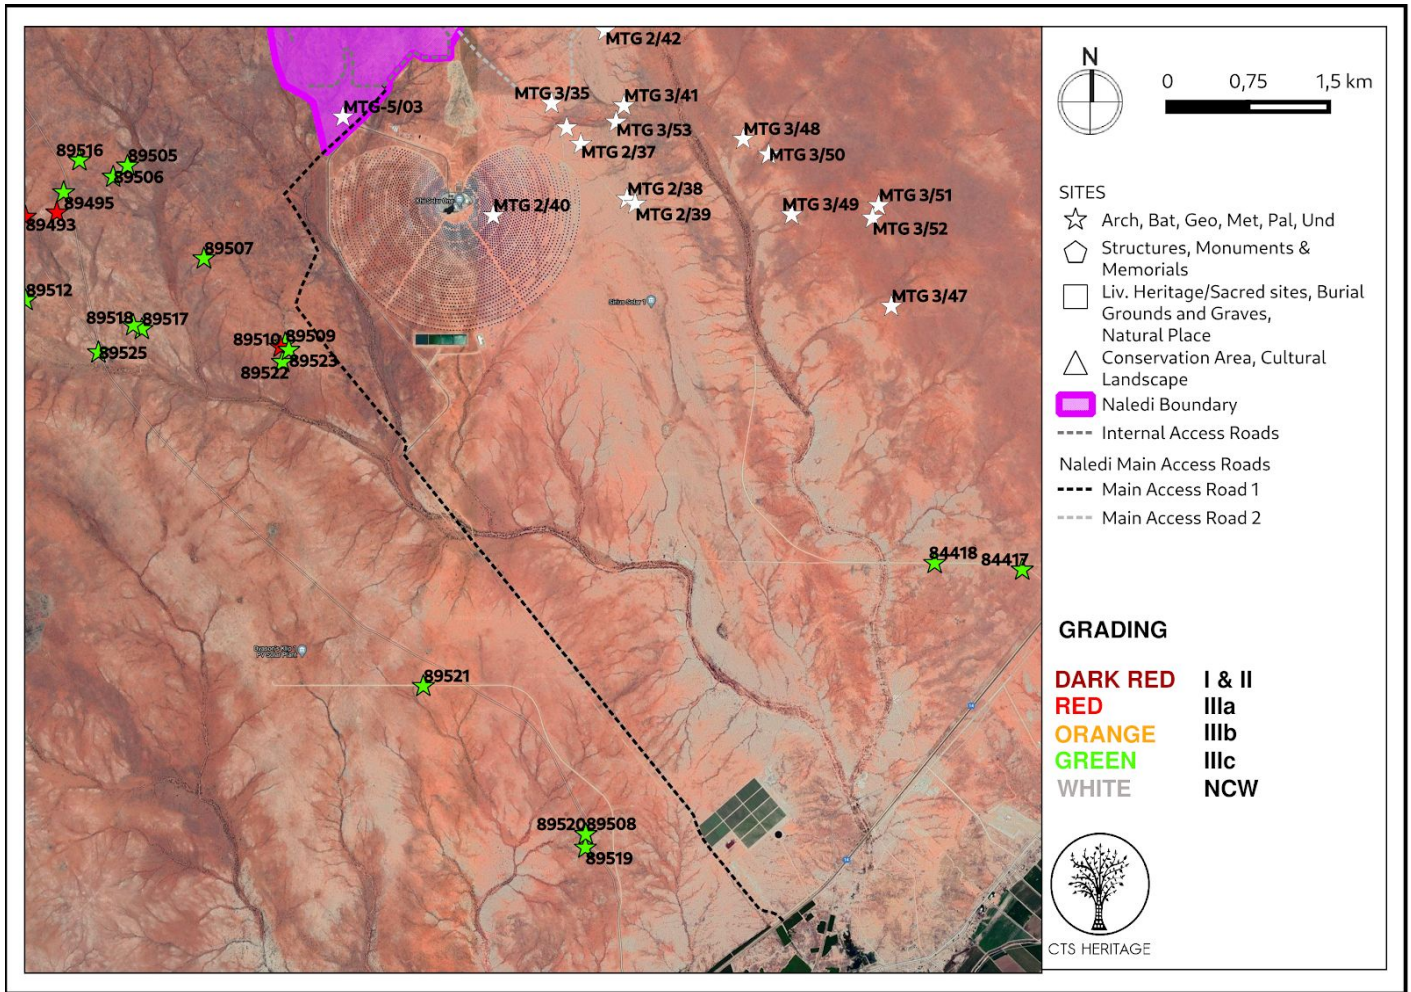 MTG 2/42
MTG 3/35
MTG 3/41
MTG-5/03
MTG 3/53
MTG 3/48
MTG 2/37
MTG 3/50
89516
89505
89506
MTG 2/38
MTG 3/51
89495
MTG 2/40
MTG 2/39
MTG 3/49
89493
MTG 3/52
89507
89512
Sirius Solar 1
MTG 3/47
89518
89517
89510
89509
89525
89523
89522
84418
84417
89521
89520
89508
89519
N
0
0,75
1,5 km
SITES
Arch, Bat, Geo, Met, Pal, Und
Structures, Monuments &
Memorials
Liv. Heritage/Sacred sites, Burial
Grounds and Graves,
Natural Place
Conservation Area, Cultural
Landscape
Naledi Boundary
Internal Access Roads
Naledi Main Access Roads
Main Access Road 1
Main Access Road 2
GRADING
DARK RED I & II
RED IIIa
ORANGE IIIb
GREEN IIIc
WHITE NCW
CTS HERITAGE